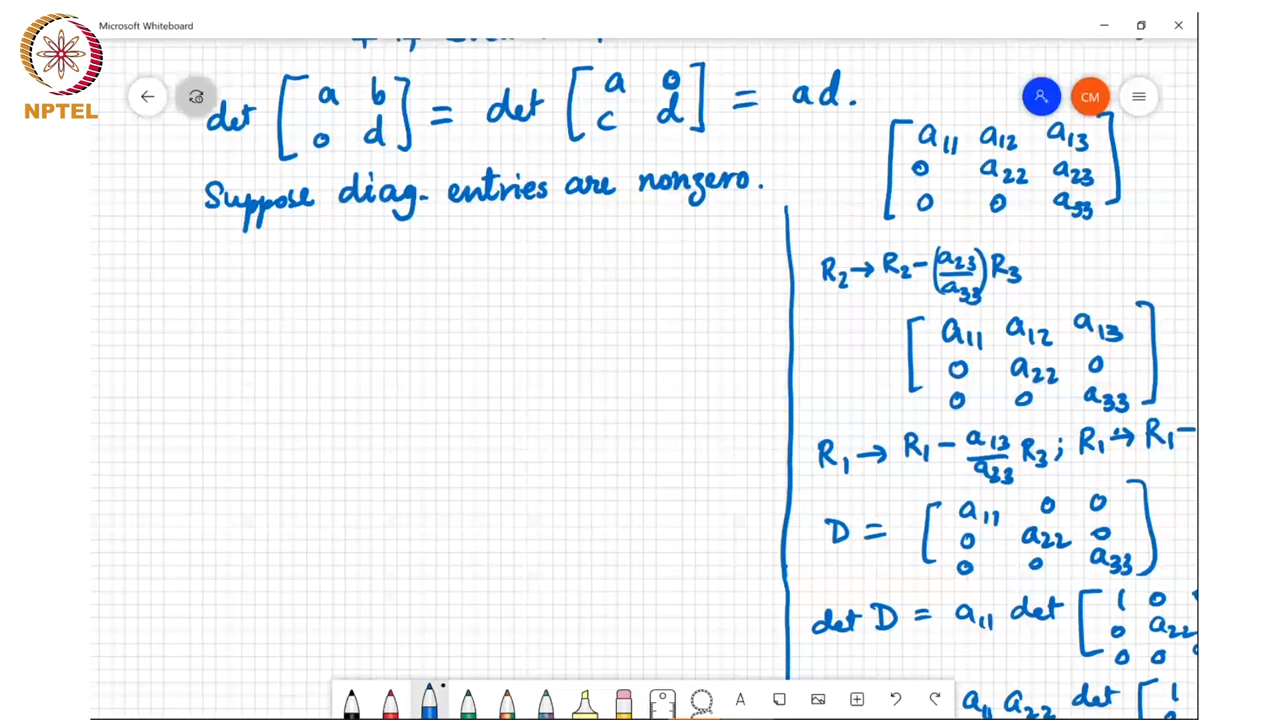 Microsoft Whiteboard
NPTEL
CM
det [ a b ; 0 d ] = det [ a 0 ; c d ] = ad.
Suppose diag. entries are nonzero.
[ a11 a12 a13
0 a22 a23
0 0 a33 ]
R2 → R2 - (a23/a33) R3
[ a11 a12 a13
0 a22 0
0 0 a33 ]
R1 → R1 - a13/a33 R3 ; R1 → R1 -
D = [ a11 0 0
0 a22 0
0 0 a33 ]
det D = a11 det [ 1 0
0 a22
0 0
a11 a22 det [ 1